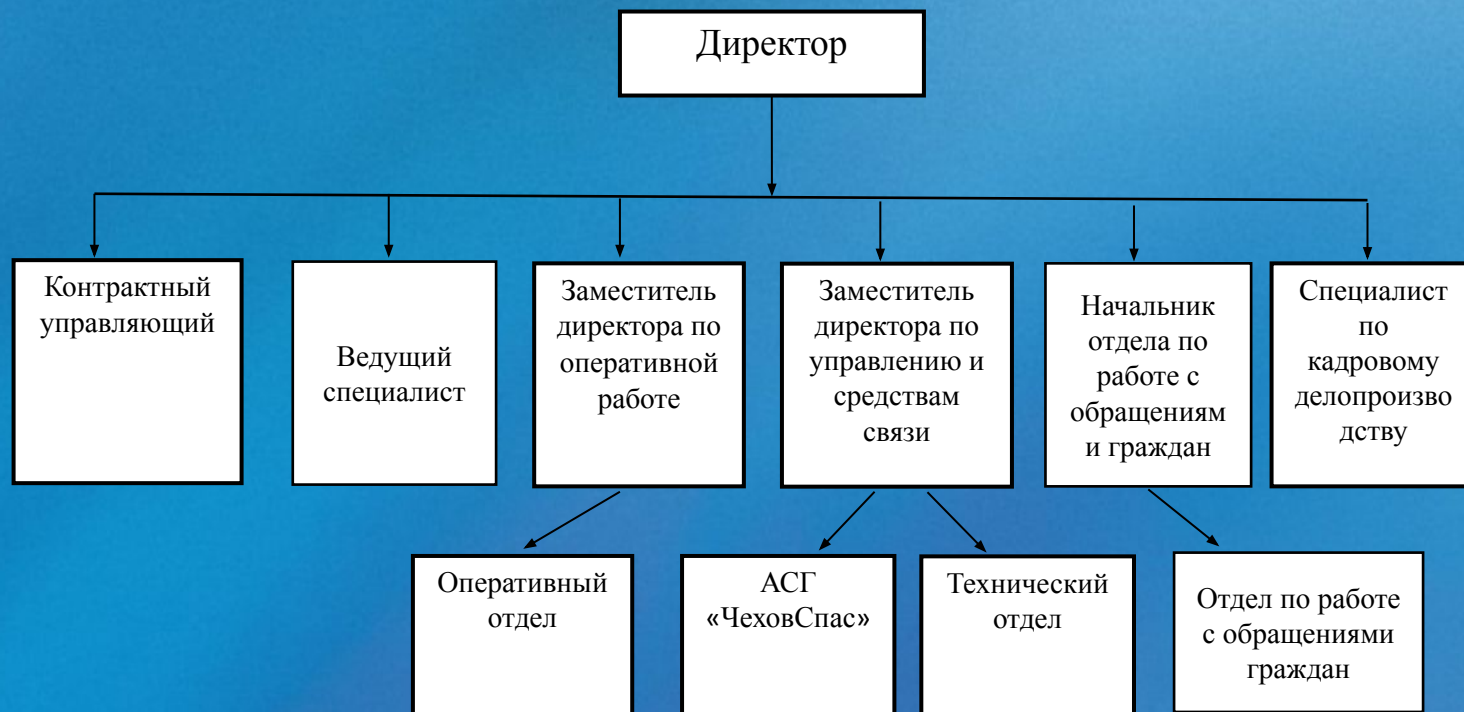 Директор
Контрактный
управляющий
Ведущий
специалист
Заместитель
директора по
оперативной
работе
Заместитель
директора по
управлению и
средствам
связи
Начальник
отдела по
работе с
обращениям
и граждан
Специалист
по
кадровому
делопроизво
дству
Оперативный
отдел
АСГ
«ЧеховСпас»
Технический
отдел
Отдел по работе
с обращениями
граждан